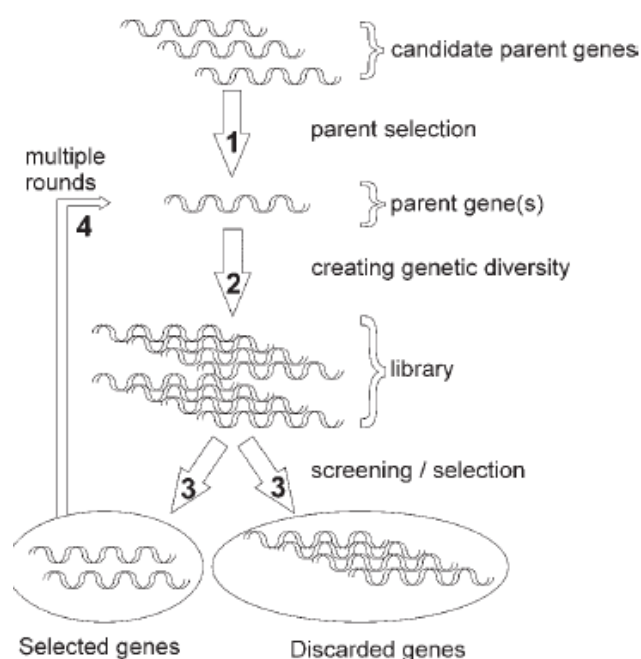 candidate parent genes
1
parent selection
multiple
rounds
4
parent gene(s)
2
creating genetic diversity
library
3
3
screening / selection
Selected genes
Discarded genes